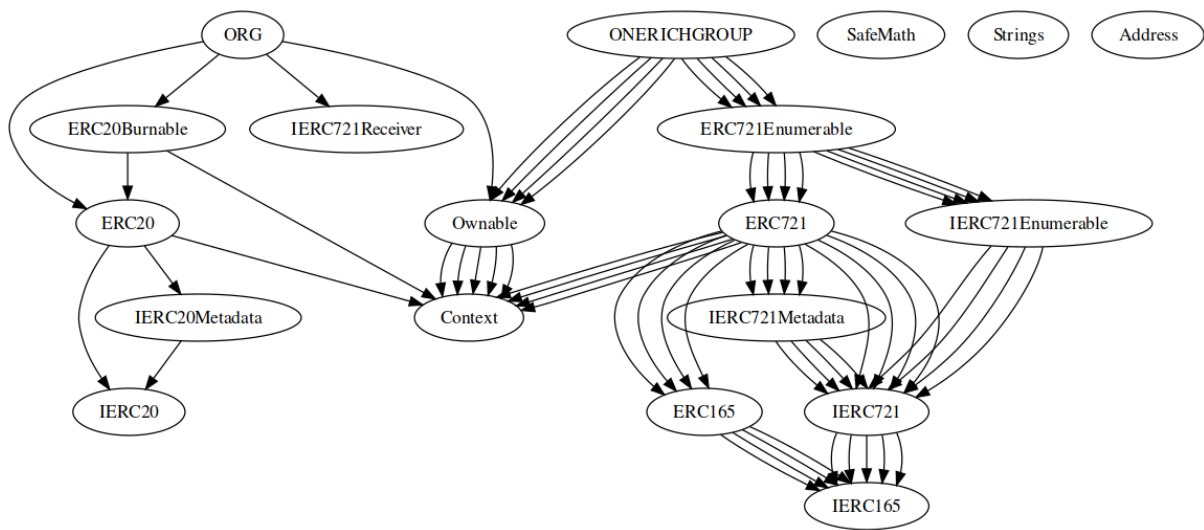 ORG
ONERICHGROUP
SafeMath
Strings
Address
ERC20Burnable
IERC721Receiver
ERC721Enumerable
ERC20
Ownable
ERC721
IERC721Enumerable
IERC20Metadata
Context
IERC721Metadata
IERC20
ERC165
IERC721
IERC165